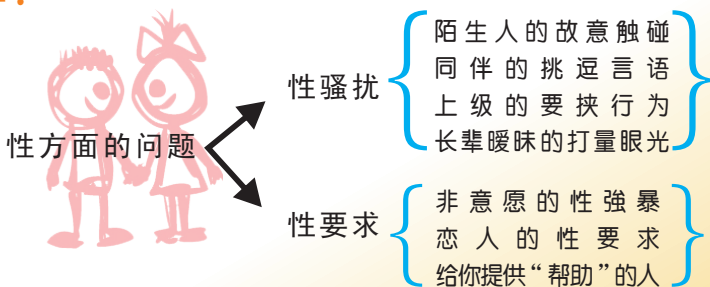 性方面的问题
性骚扰
陌生人的故意触碰
同伴的挑逗言语
上级的要挟行为
长辈暧昧的打量眼光
性要求
非意愿的性強暴
恋人的性要求
给你提供“帮助”的人